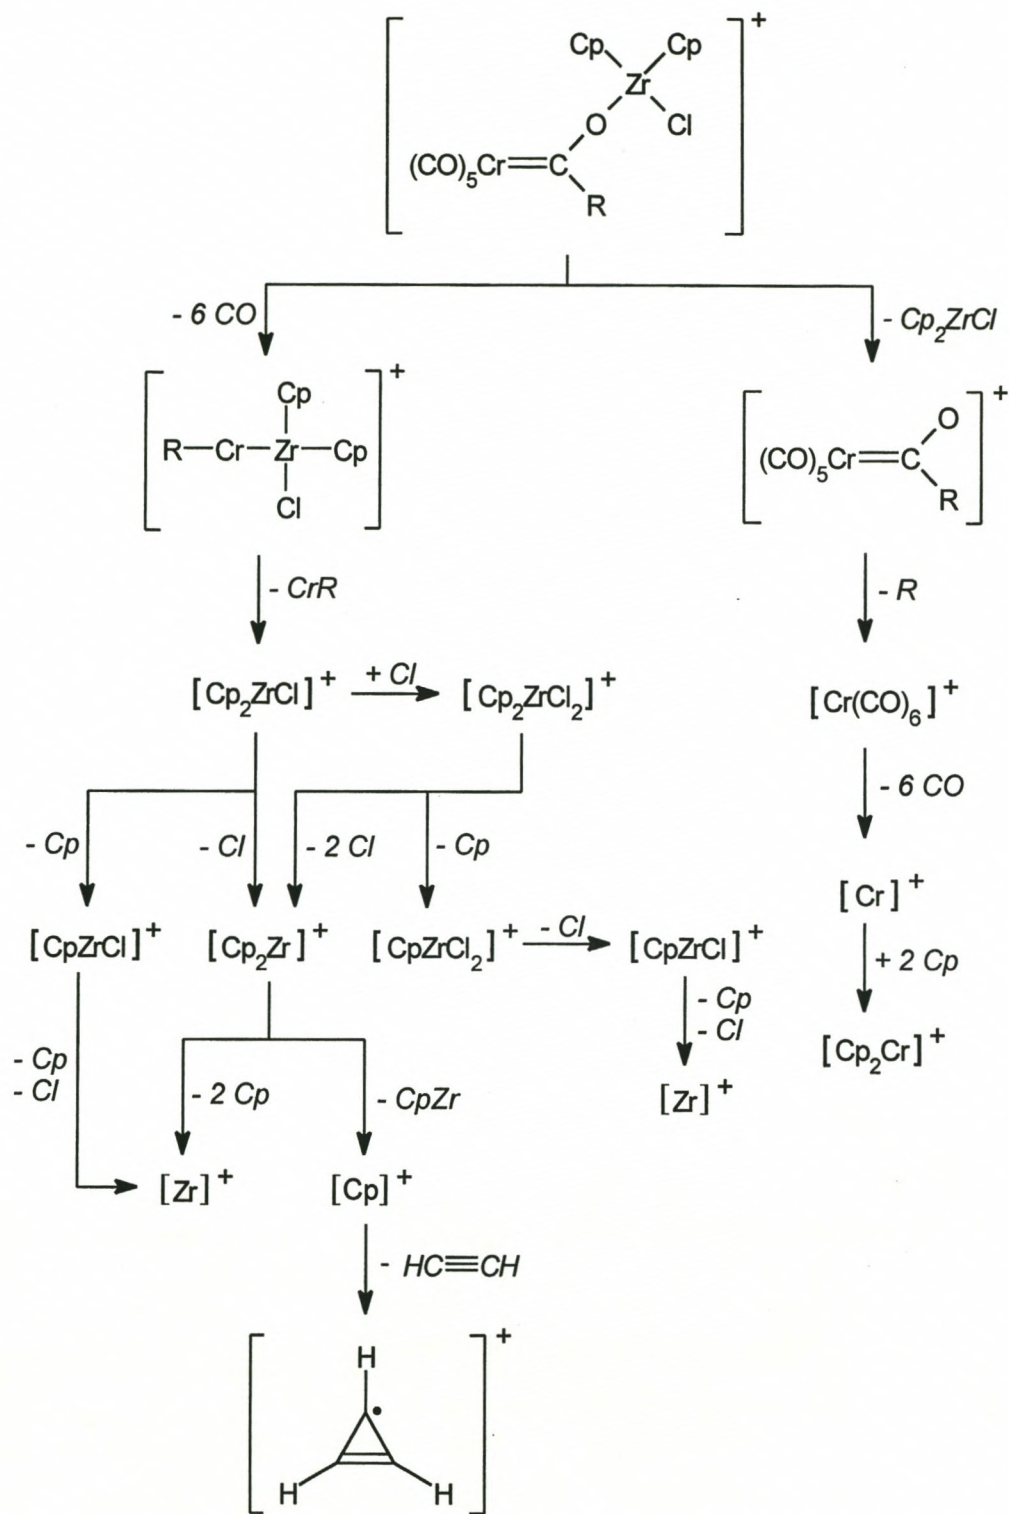 [ ]+
Cp Cp
Zr
O Cl
(CO)5Cr=C
R
- 6 CO - Cp2ZrCl
[ ]+ [ ]+
Cp
R—Cr—Zr—Cp
Cl
O
(CO)5Cr=C
R
- CrR - R
[Cp2ZrCl]+ + Cl [Cp2ZrCl2]+ [Cr(CO)6]+
- 6 CO
- Cp - Cl - 2 Cl - Cp
[Cr]+
[CpZrCl]+ [Cp2Zr]+ [CpZrCl2]+ - Cl [CpZrCl]+
+ 2 Cp
- Cp
- Cl
[Cp2Cr]+
- Cp
- Cl
- 2 Cp - CpZr
[Zr]+
[Zr]+ [Cp]+
- HC≡CH
[ ]+
H
•
H H